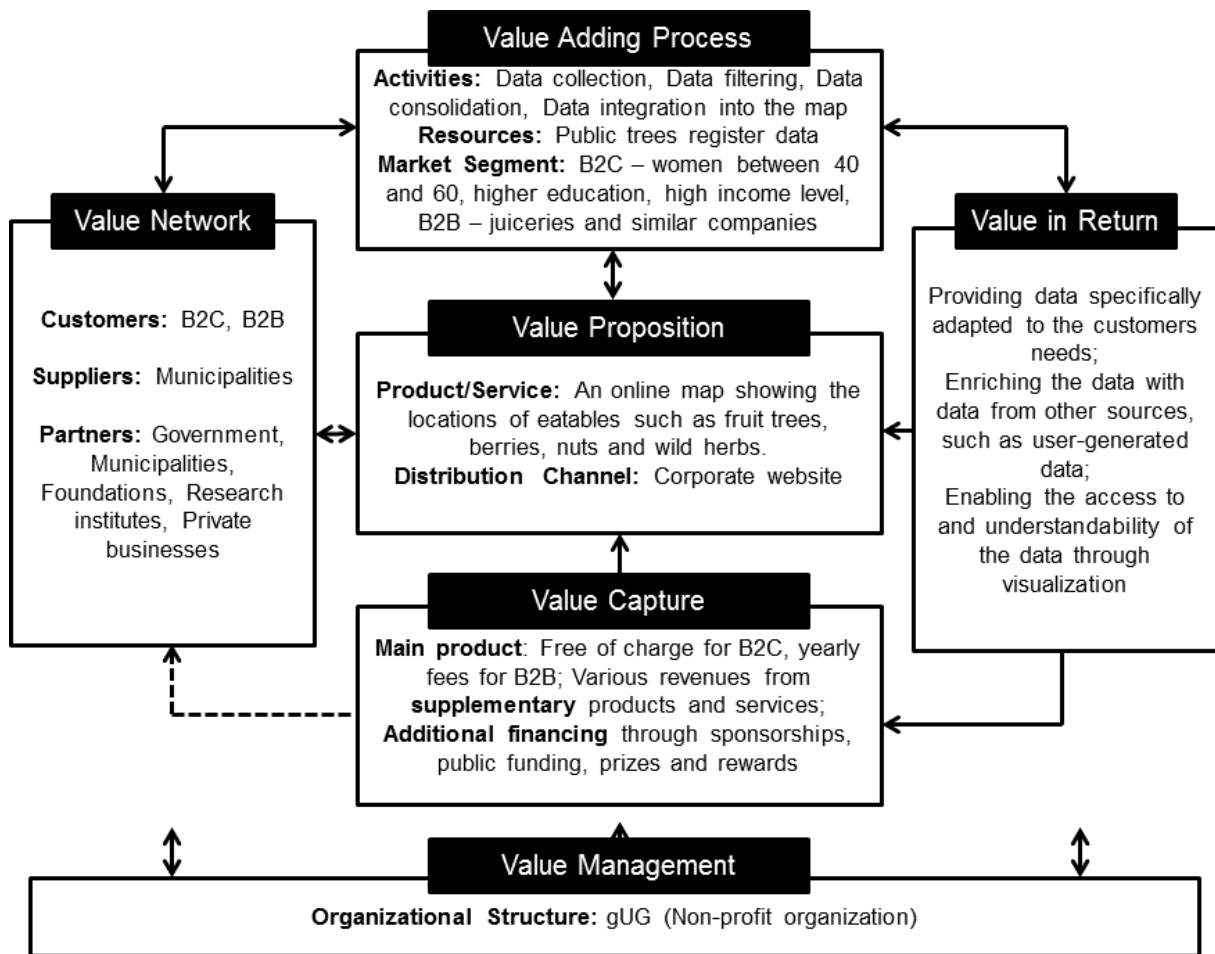 Value Adding Process
Activities: Data collection, Data filtering, Data
consolidation, Data integration into the map
Resources: Public trees register data
Market Segment: B2C – women between 40
and 60, higher education, high income level,
B2B – juiceries and similar companies
Value Network
Customers: B2C, B2B
Suppliers: Municipalities
Partners: Government,
Municipalities,
Foundations, Research
institutes, Private
businesses
Value Proposition
Product/Service: An online map showing the
locations of eatables such as fruit trees,
berries, nuts and wild herbs.
Distribution Channel: Corporate website
Value in Return
Providing data specifically
adapted to the customers
needs;
Enriching the data with
data from other sources,
such as user-generated
data;
Enabling the access to
and understandability of
the data through
visualization
Value Capture
Main product: Free of charge for B2C, yearly
fees for B2B; Various revenues from
supplementary products and services;
Additional financing through sponsorships,
public funding, prizes and rewards
Value Management
Organizational Structure: gUG (Non-profit organization)